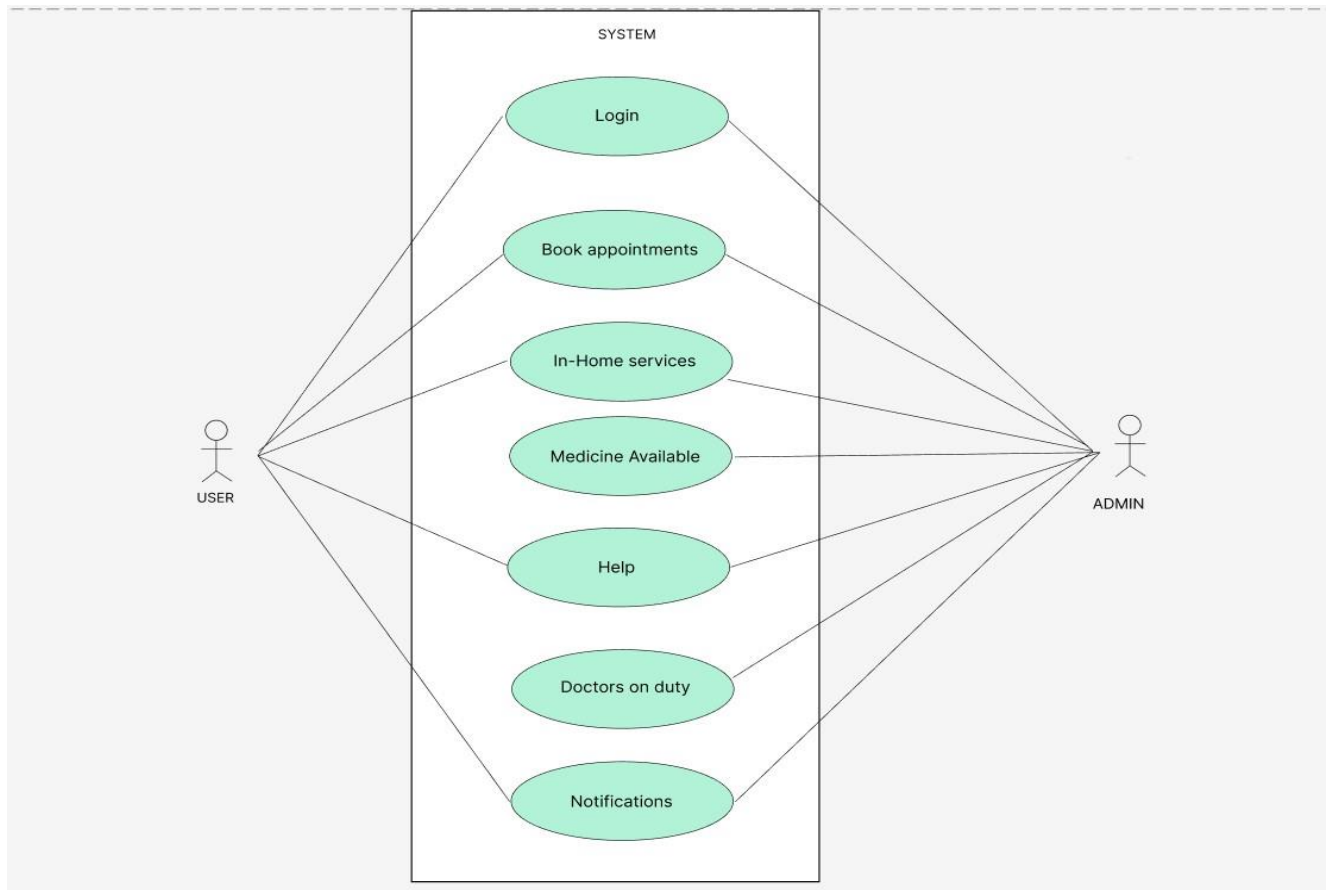 SYSTEM
Login
Book appointments
In-Home services
Medicine Available
USER
ADMIN
Help
Doctors on duty
Notifications